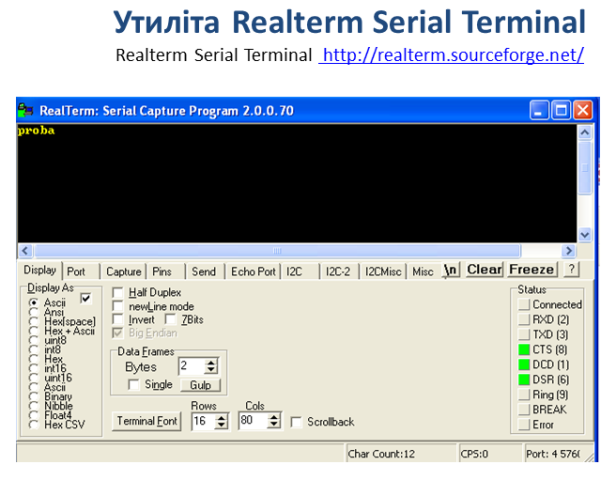 Утиліта Realterm Serial Terminal
Realterm Serial Terminal http://realterm.sourceforge.net/
RealTerm: Serial Capture Program 2.0.0.70
proba
Display Port Capture Pins Send Echo Port I2C I2C-2 I2CMisc Misc \n Clear Freeze ?
Display As
Ascii
Ansi
Hex[space]
Hex + Ascii
uint8
int8
Hex
int16
uint16
Ascii
Binary
Nibble
Float4
Hex CSV
Half Duplex
newLine mode
Invert 7Bits
Big Endian
Data Frames
Bytes 2
Single Gulp
Rows Cols
Terminal Font 16 80 Scrollback
Status
Connected
RXD (2)
TXD (3)
CTS (8)
DCD (1)
DSR (6)
Ring (9)
BREAK
Error
Char Count:12 CPS:0 Port: 4 576(